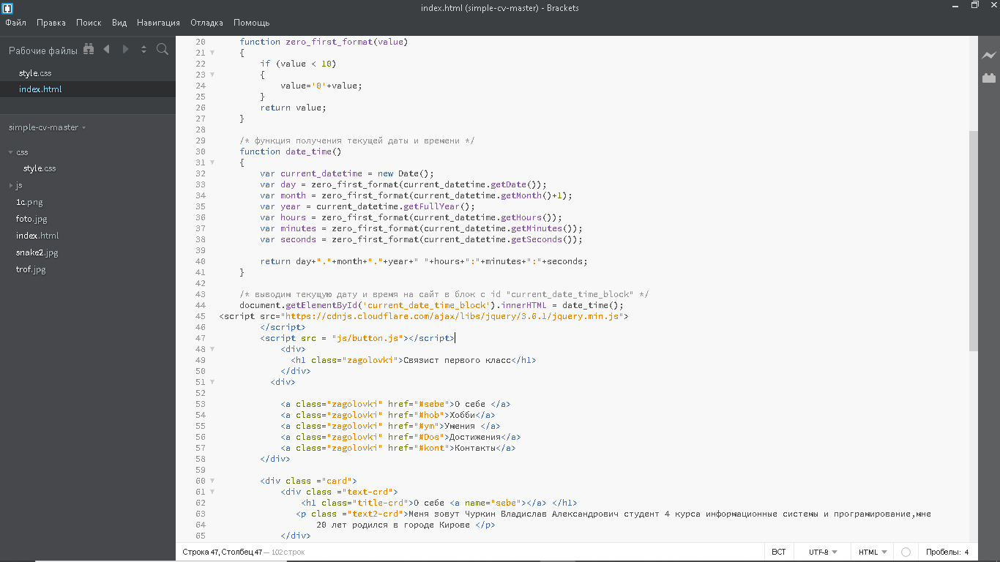 index.html (simple-cv-master) - Brackets
Файл Правка Поиск Вид Навигация Отладка Помощь
Рабочие файлы
style.css
index.html
simple-cv-master
css
style.css
js
1c.png
foto.jpg
index.html
snake2.jpg
trof.jpg
20 function zero_first_format(value)
21 {
22 if (value < 10)
23 {
24 value='0'+value;
25 }
26 return value;
27 }
28
29 /* функция получения текущей даты и времени */
30 function date_time()
31 {
32 var current_datetime = new Date();
33 var day = zero_first_format(current_datetime.getDate());
34 var month = zero_first_format(current_datetime.getMonth()+1);
35 var year = current_datetime.getFullYear();
36 var hours = zero_first_format(current_datetime.getHours());
37 var minutes = zero_first_format(current_datetime.getMinutes());
38 var seconds = zero_first_format(current_datetime.getSeconds());
39
40 return day+"."+month+"."+year+" "+hours+":"+minutes+":"+seconds;
41 }
42
43 /* выводим текущую дату и время на сайт в блок с id "current_date_time_block" */
44 document.getElementById('current_date_time_block').innerHTML = date_time();
45 <script src="https://cdnjs.cloudflare.com/ajax/libs/jquery/3.6.1/jquery.min.js">
46 </script>
47 <script src = "js/button.js"></script>
48 <div>
49 <h1 class="zagolovki">Связист первого класс</h1>
50 </div>
51 <div>
52
53 <a class="zagolovki" href="#sebe">О себе </a>
54 <a class="zagolovki" href="#hob">Хобби</a>
55 <a class="zagolovki" href="#ym">Умения </a>
56 <a class="zagolovki" href="#Dos">Достижения</a>
57 <a class="zagolovki" href="#kont">Контакты</a>
58 </div>
59
60 <div class ="card">
61 <div class ="text-crd">
62 <h1 class="title-crd">О себе <a name="sebe"></a> </h1>
63 <p class ="text2-crd">Меня зовут Чуркин Владислав Александрович студент 4 курса информационные системы и програмирование,мне
64 20 лет родился в городе Кирове </p>
65 </div>
Строка 47, Столбец 47 — 102 строк ВСТ UTF-8 HTML Пробелы: 4